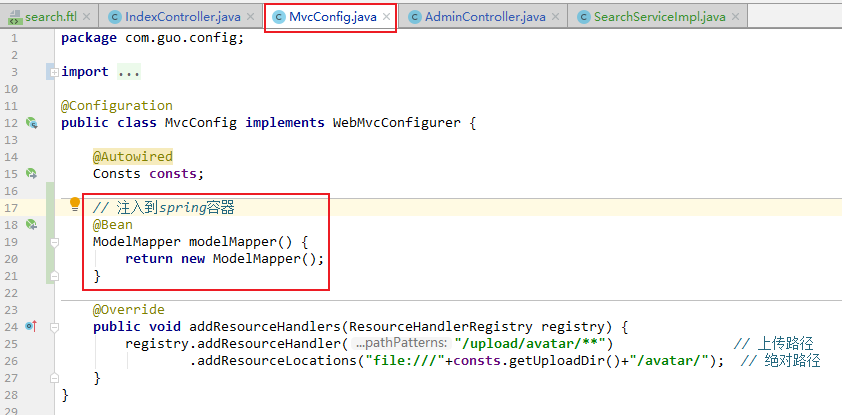 search.ftl IndexController.java MvcConfig.java AdminController.java SearchServiceImpl.java
1 package com.guo.config;
2
3 import ...
10
11 @Configuration
12 public class MvcConfig implements WebMvcConfigurer {
13
14 @Autowired
15 Consts consts;
16
17 // 注入到spring容器
18 @Bean
19 ModelMapper modelMapper() {
20 return new ModelMapper();
21 }
22
23 @Override
24 public void addResourceHandlers(ResourceHandlerRegistry registry) {
25 registry.addResourceHandler( ...pathPatterns: "/upload/avatar/**") // 上传路径
26 .addResourceLocations("file:///"+consts.getUploadDir()+"/avatar/"); // 绝对路径
27 }
28 }
29